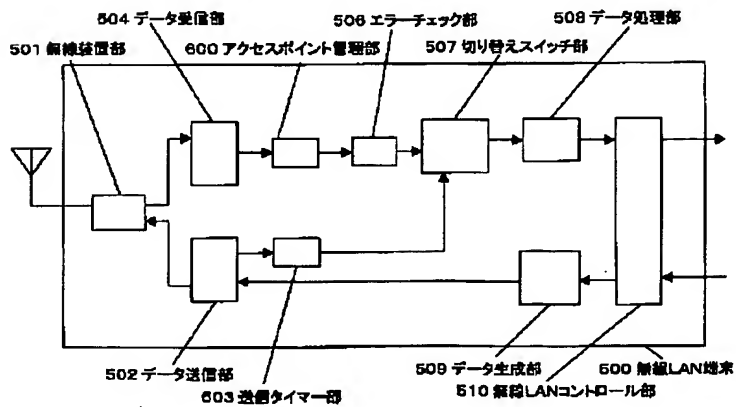 504 データ受信部
506 エラーチェック部
508 データ処理部
501 無線装信部
600 アクセスポイント管理部
507 切り替えスイッチ部
502 データ送信部
603 送信タイマー部
509 データ生成部
500 無線LAN端末
510 無線LANコントロール部